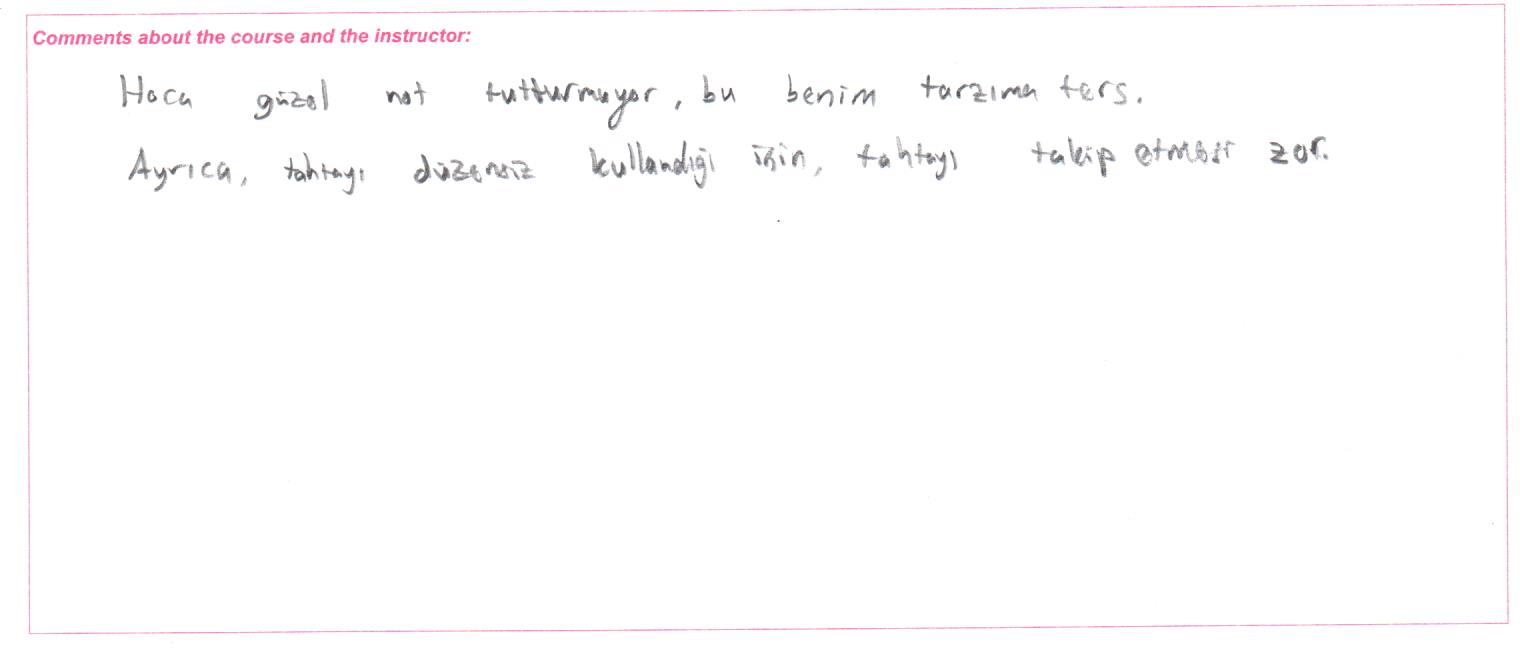 Comments about the course and the instructor:
Hoca güzel not tutturmuyor, bu benim tarzıma ters.
Ayrıca, tahtayı düzensiz kullandığı için, tahtayı takip etmesi zor.